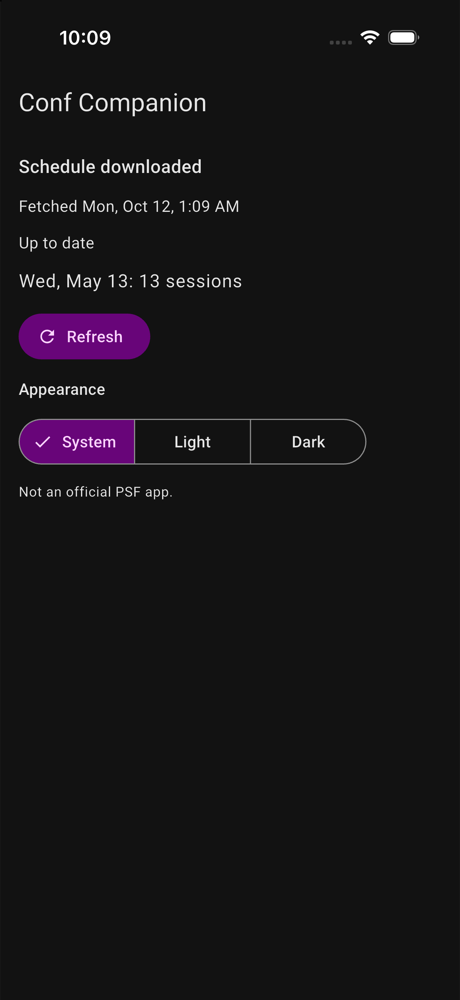 10:09
Conf Companion
Schedule downloaded
Fetched Mon, Oct 12, 1:09 AM
Up to date
Wed, May 13: 13 sessions
Refresh
Appearance
System Light Dark
Not an official PSF app.